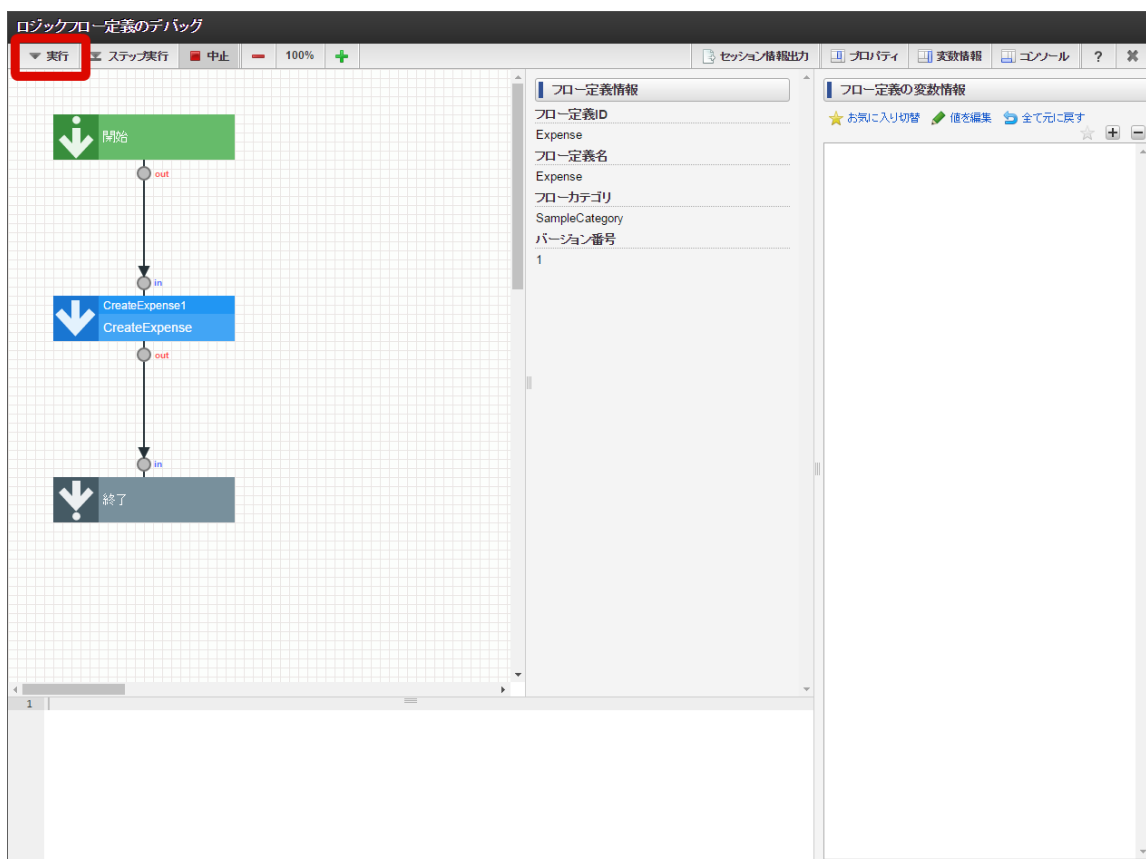 ロジックフロー定義のデバッグ
実行 ステップ実行 中止 100% セッション情報出力 プロパティ 変数情報 コンソール ?
開始
out
in
CreateExpense1
CreateExpense
out
in
終了
フロー定義情報
フロー定義ID
Expense
フロー定義名
Expense
フローカテゴリ
SampleCategory
バージョン番号
1
フロー定義の変数情報
お気に入り切替 値を編集 全て元に戻す
1